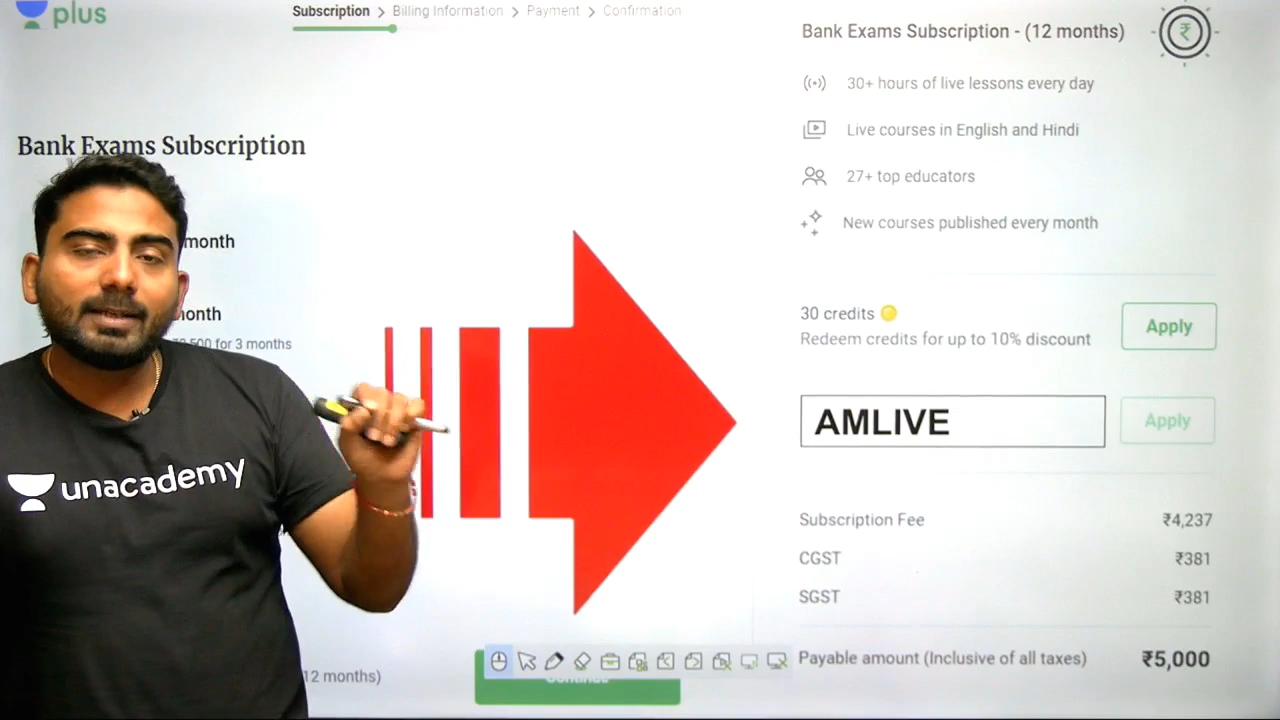 plus
Subscription > Billing Information > Payment > Confirmation
Bank Exams Subscription
month
month
for 3 months
unacademy
12 months)
Continue
Bank Exams Subscription - (12 months)
₹
30+ hours of live lessons every day
Live courses in English and Hindi
27+ top educators
New courses published every month
30 credits
Redeem credits for up to 10% discount
Apply
AMLIVE
Apply
Subscription Fee ₹4,237
CGST ₹381
SGST ₹381
Payable amount (Inclusive of all taxes) ₹5,000